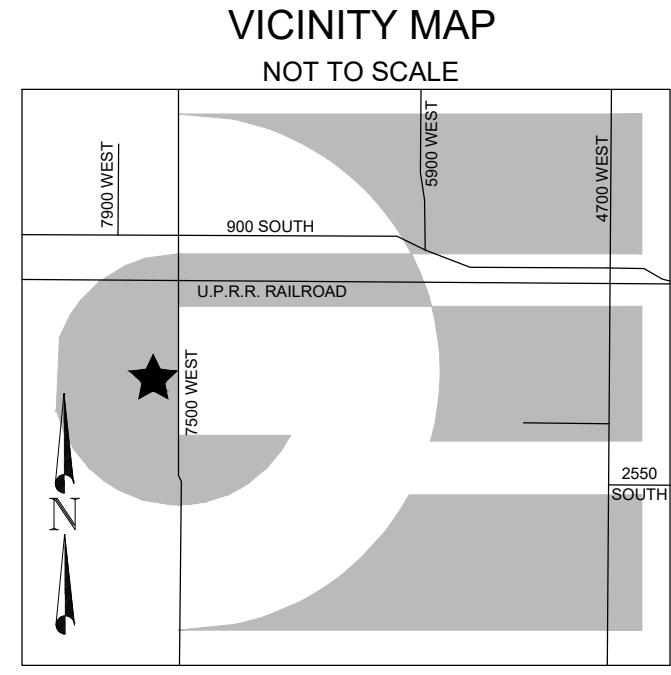 VICINITY MAP
NOT TO SCALE
7900 WEST
5900 WEST
4700 WEST
900 SOUTH
U.P.R.R. RAILROAD
7500 WEST
2550
SOUTH
N